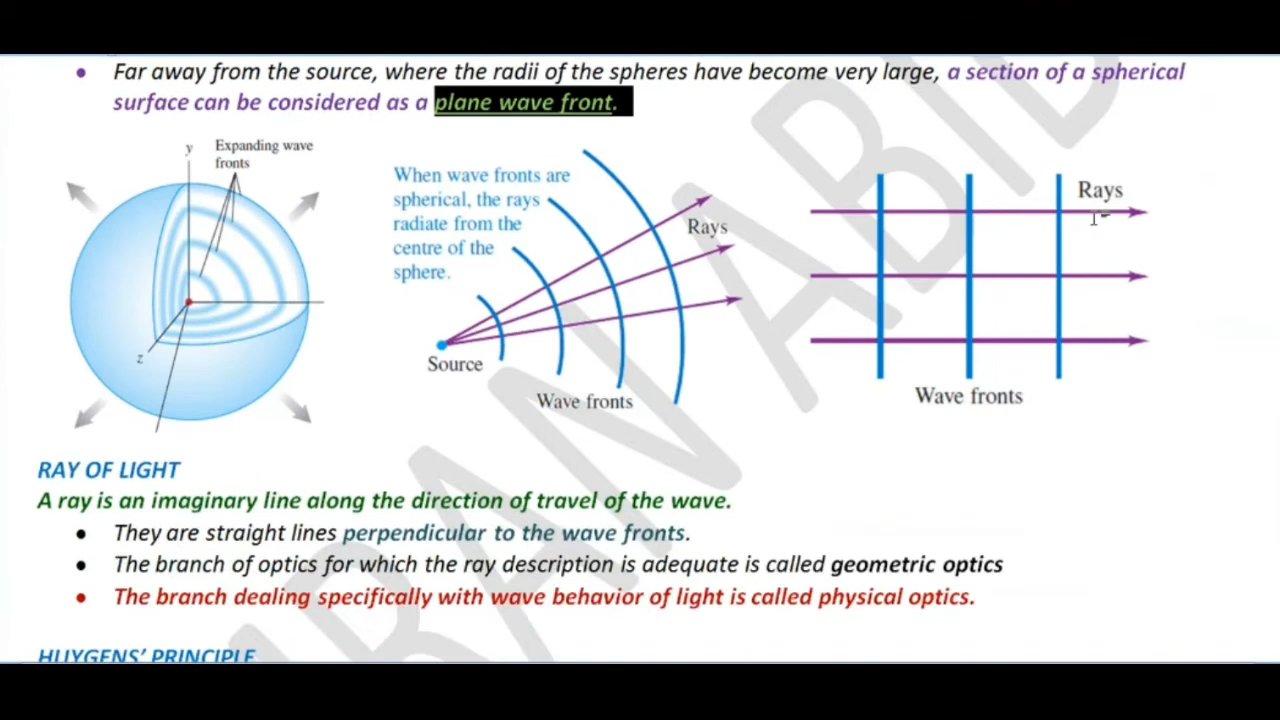 • Far away from the source, where the radii of the spheres have become very large, a section of a spherical
surface can be considered as a plane wave front.
y
Expanding wave
fronts
z
When wave fronts are
spherical, the rays
radiate from the
centre of the
sphere.
Rays
Source
Wave fronts
Rays
Wave fronts
RAY OF LIGHT
A ray is an imaginary line along the direction of travel of the wave.
• They are straight lines perpendicular to the wave fronts.
• The branch of optics for which the ray description is adequate is called geometric optics
• The branch dealing specifically with wave behavior of light is called physical optics.
HUYGENS' PRINCIPLE